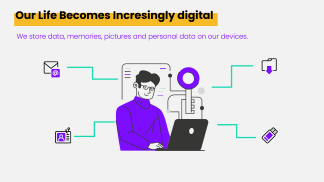 Our Life Becomes Incresingly digital
We store data, memories, pictures and personal data on our devices.